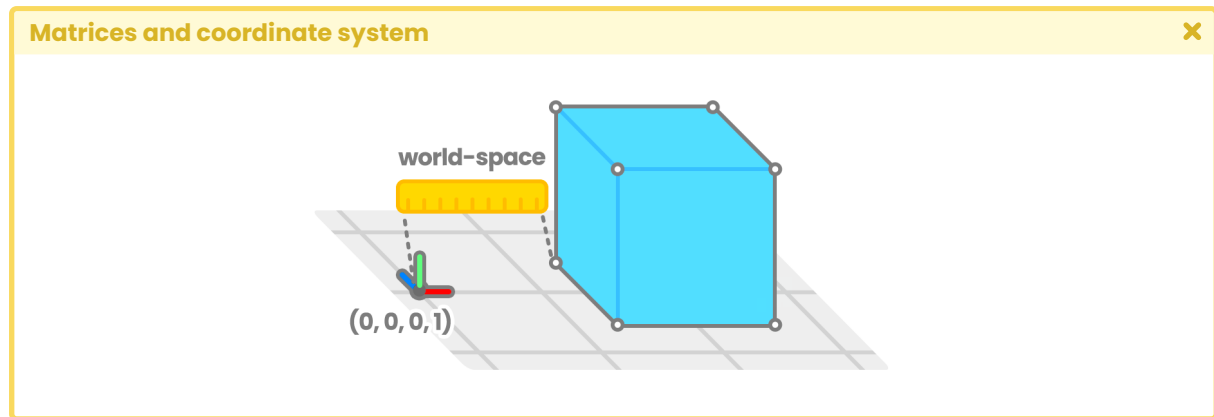 Matrices and coordinate system
world-space
(0, 0, 0, 1)